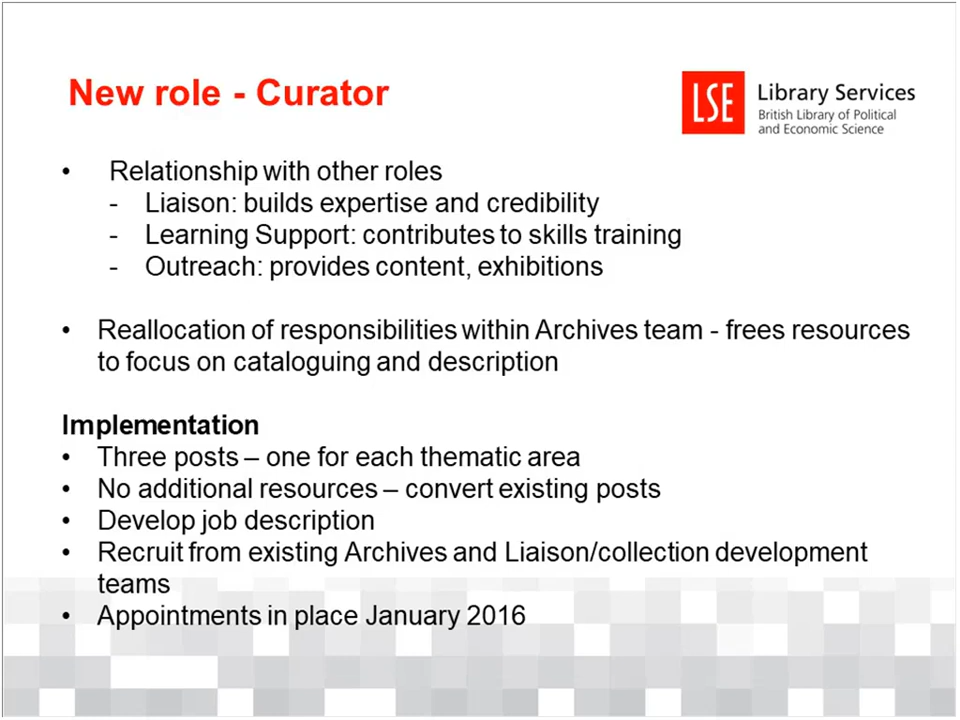 New role - Curator
LSE
Library Services
British Library of Political
and Economic Science
• Relationship with other roles
- Liaison: builds expertise and credibility
- Learning Support: contributes to skills training
- Outreach: provides content, exhibitions
• Reallocation of responsibilities within Archives team - frees resources
to focus on cataloguing and description
Implementation
• Three posts – one for each thematic area
• No additional resources – convert existing posts
• Develop job description
• Recruit from existing Archives and Liaison/collection development
teams
• Appointments in place January 2016